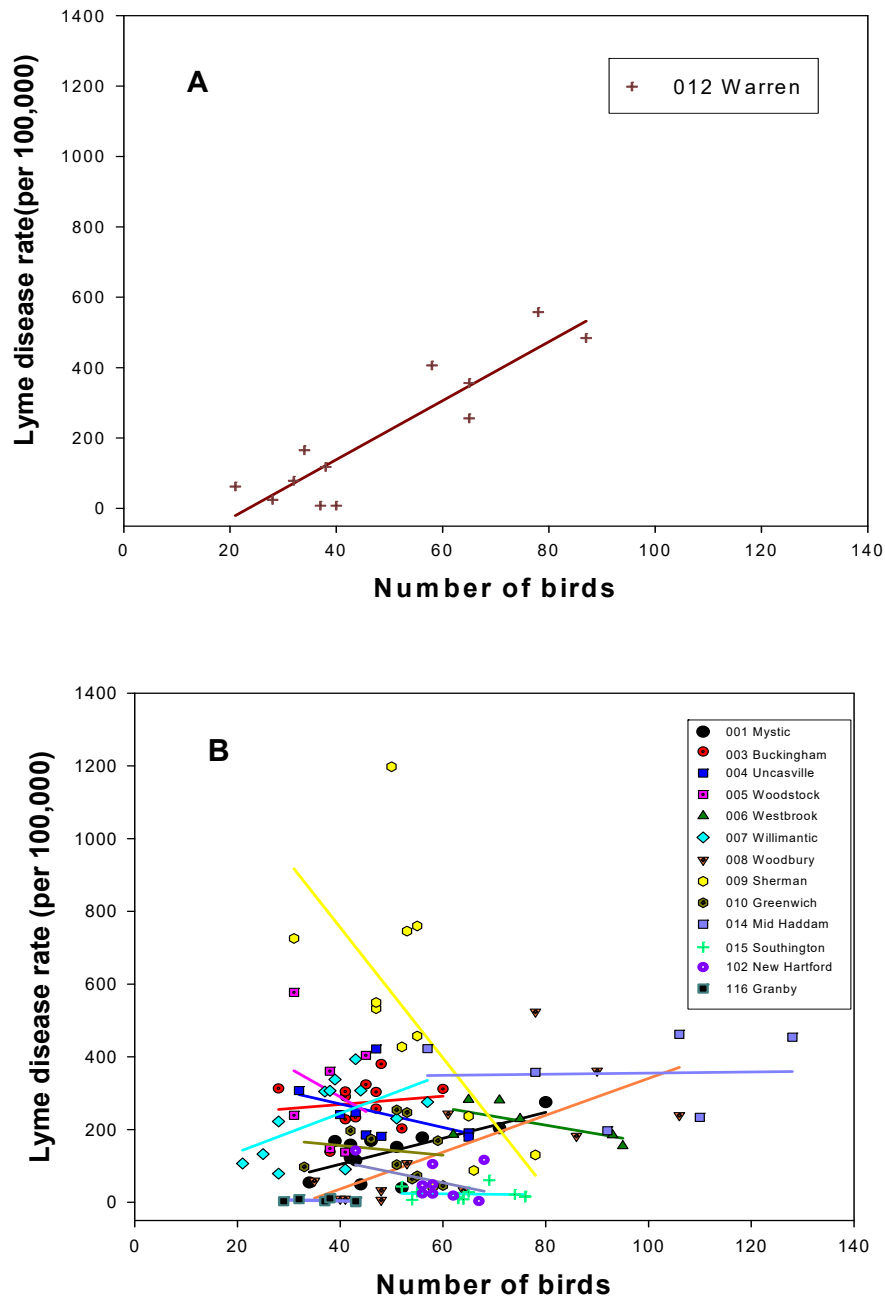 1400
1200
1000
800
600
400
200
0
Lyme disease rate(per 100,000)
A
012 Warren
0 20 40 60 80 100 120 140
Number of birds
1400
1200
1000
800
600
400
200
0
Lyme disease rate (per 100,000)
B
001 Mystic
003 Buckingham
004 Uncasville
005 Woodstock
006 Westbrook
007 Willimantic
008 Woodbury
009 Sherman
010 Greenwich
014 Mid Haddam
015 Southington
102 New Hartford
116 Granby
0 20 40 60 80 100 120 140
Number of birds